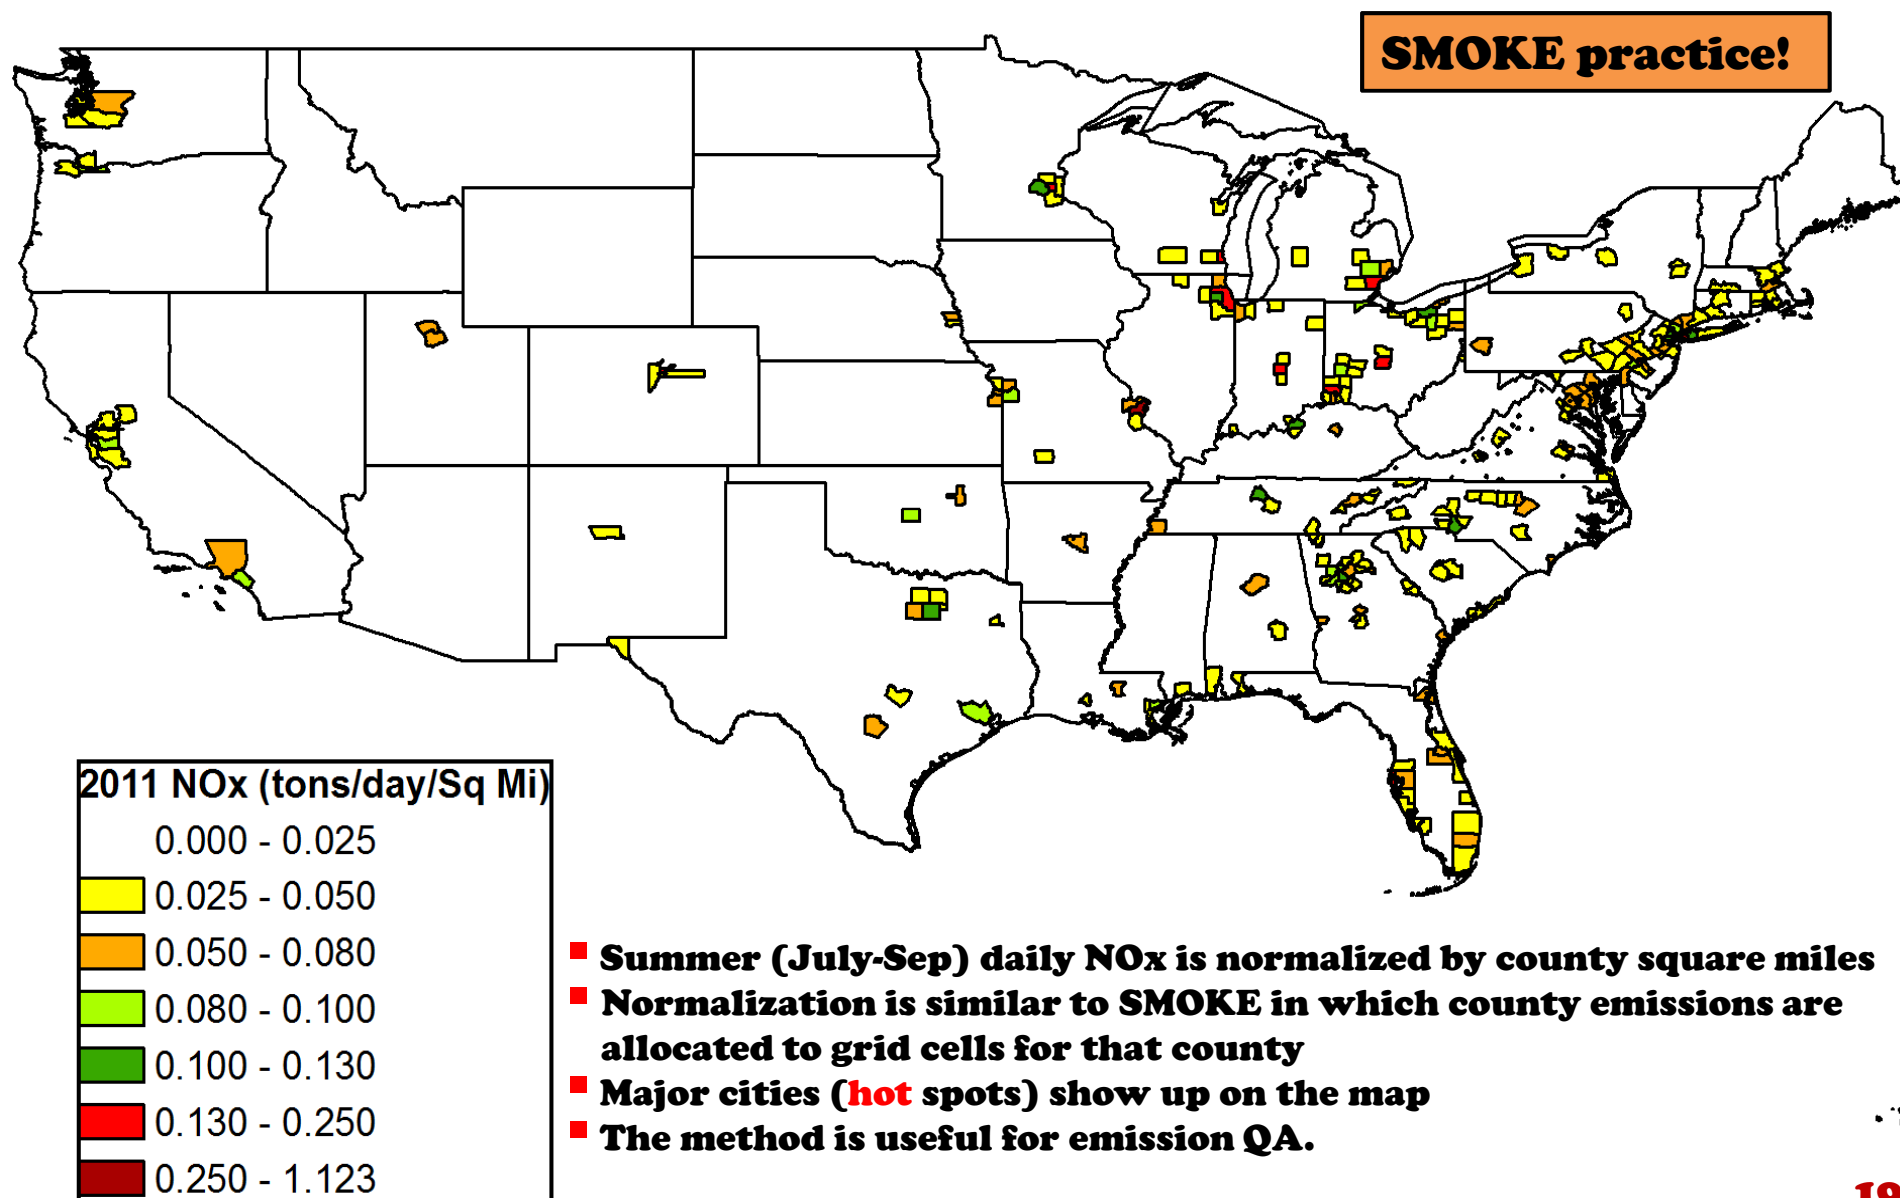 SMOKE practice!
2011 NOx (tons/day/Sq Mi)
0.000 - 0.025
0.025 - 0.050
0.050 - 0.080
0.080 - 0.100
0.100 - 0.130
0.130 - 0.250
0.250 - 1.123
Summer (July-Sep) daily NOx is normalized by county square miles
Normalization is similar to SMOKE in which county emissions are
allocated to grid cells for that county
Major cities (hot spots) show up on the map
The method is useful for emission QA.